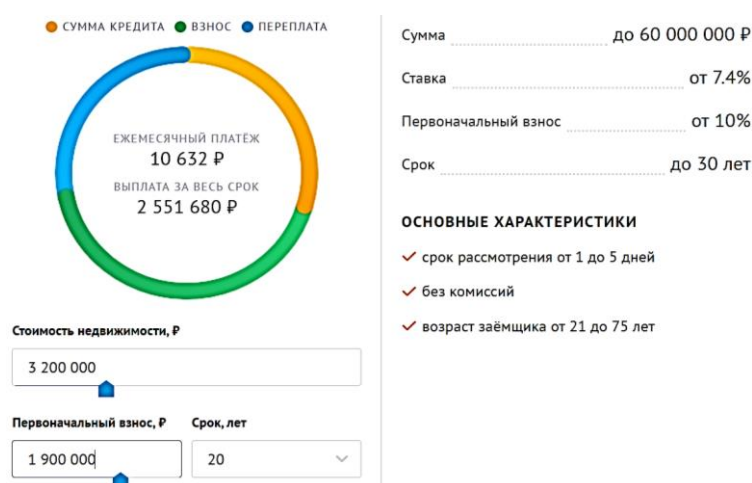 СУММА КРЕДИТА ВЗНОС ПЕРЕПЛАТА
ЕЖЕМЕСЯЧНЫЙ ПЛАТЁЖ
10 632 ₽
ВЫПЛАТА ЗА ВЕСЬ СРОК
2 551 680 ₽
Стоимость недвижимости, ₽
3 200 000
Первоначальный взнос, ₽ Срок, лет
1 900 000 20
Сумма до 60 000 000 ₽
Ставка от 7.4%
Первоначальный взнос от 10%
Срок до 30 лет
ОСНОВНЫЕ ХАРАКТЕРИСТИКИ
срок рассмотрения от 1 до 5 дней
без комиссий
возраст заёмщика от 21 до 75 лет